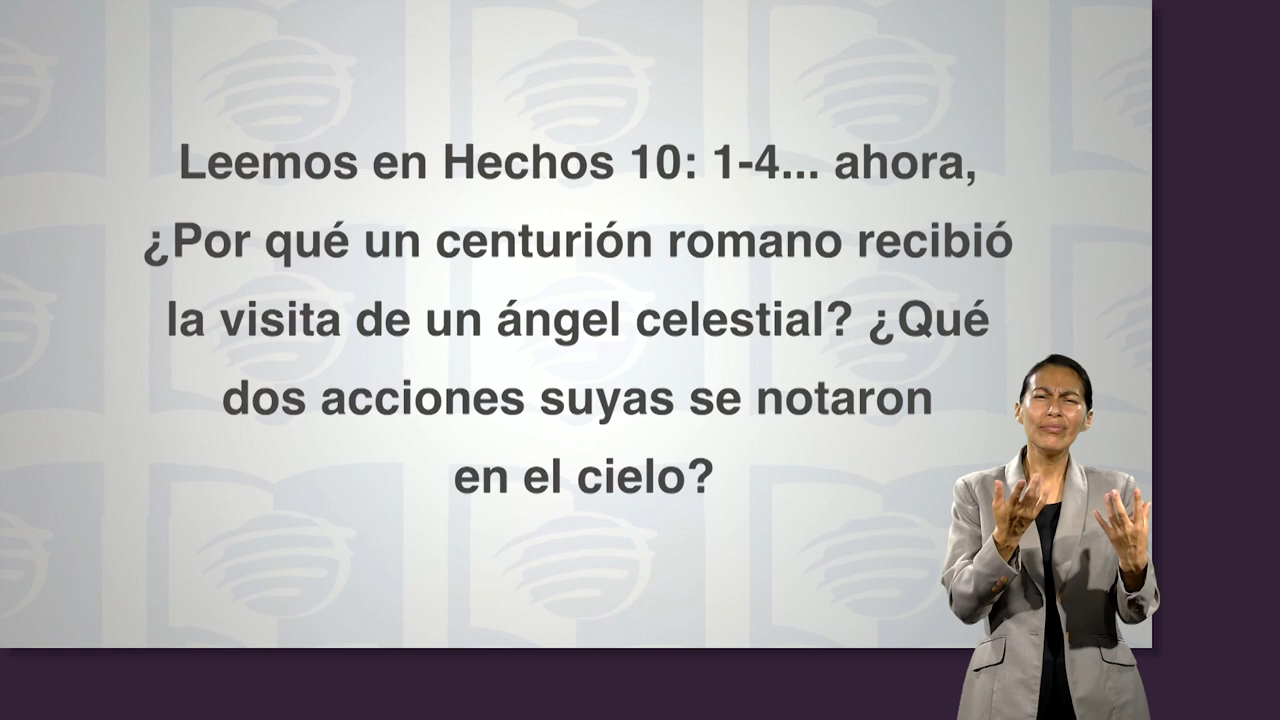 Leemos en Hechos 10: 1-4... ahora,
¿Por qué un centurión romano recibió
la visita de un ángel celestial? ¿Qué
dos acciones suyas se notaron
en el cielo?